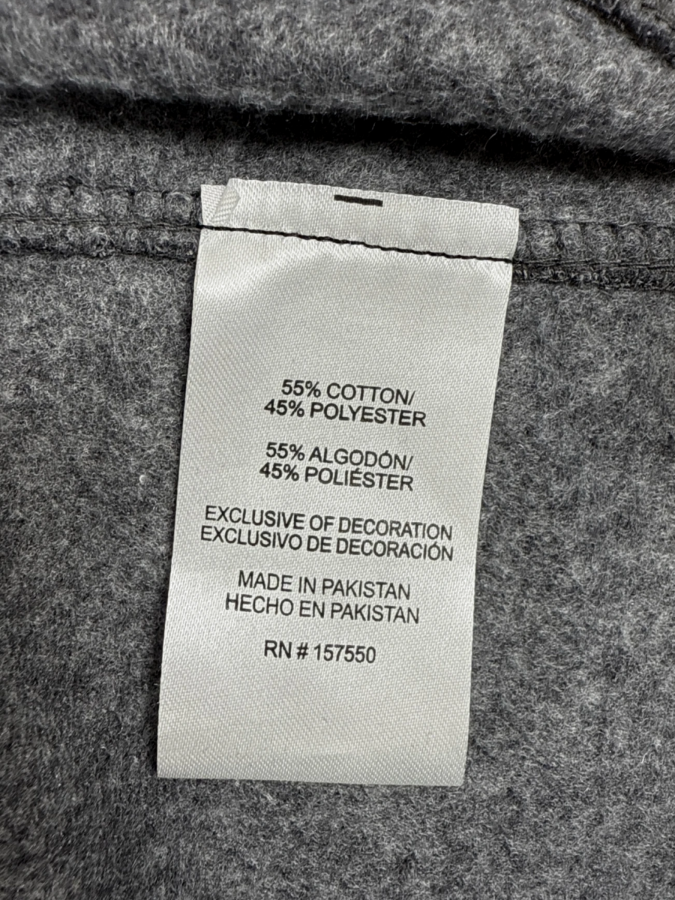 55% COTTON/
45% POLYESTER
55% ALGODÓN/
45% POLIÉSTER
EXCLUSIVE OF DECORATION
EXCLUSIVO DE DECORACIÓN
MADE IN PAKISTAN
HECHO EN PAKISTAN
RN # 157550